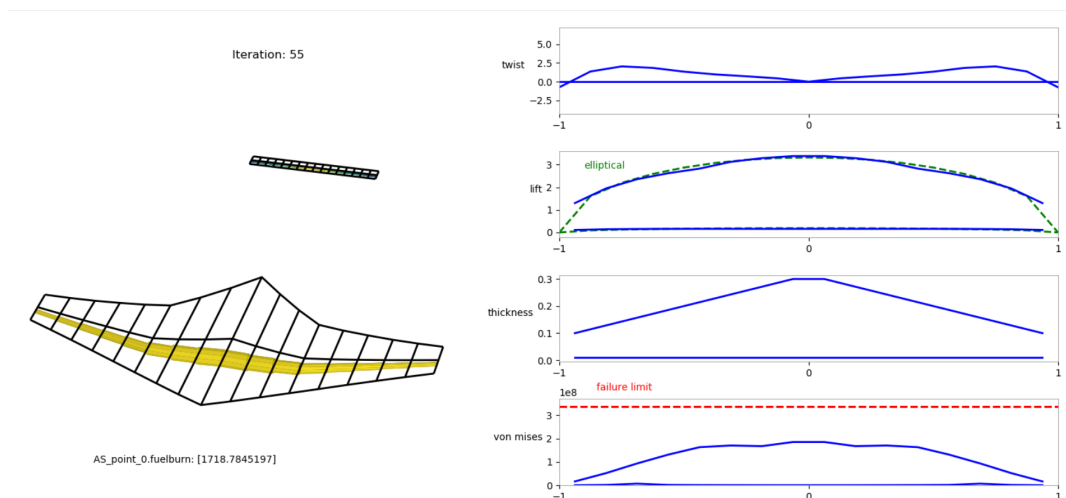 Iteration: 55
AS_point_0.fuelburn: [1718.7845197]
twist
5.0
2.5
0.0
−2.5
−1 0 1
elliptical
lift
3
2
1
0
−1 0 1
thickness
0.3
0.2
0.1
0.0
−1 0 1
failure limit
1e8
von mises
3
2
1
0
−1 0 1